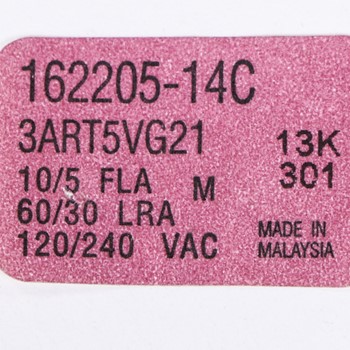 162205-14C
3ART5VG21
13K
301
10/5 FLA M
60/30 LRA
120/240 VAC
MADE IN
MALAYSIA